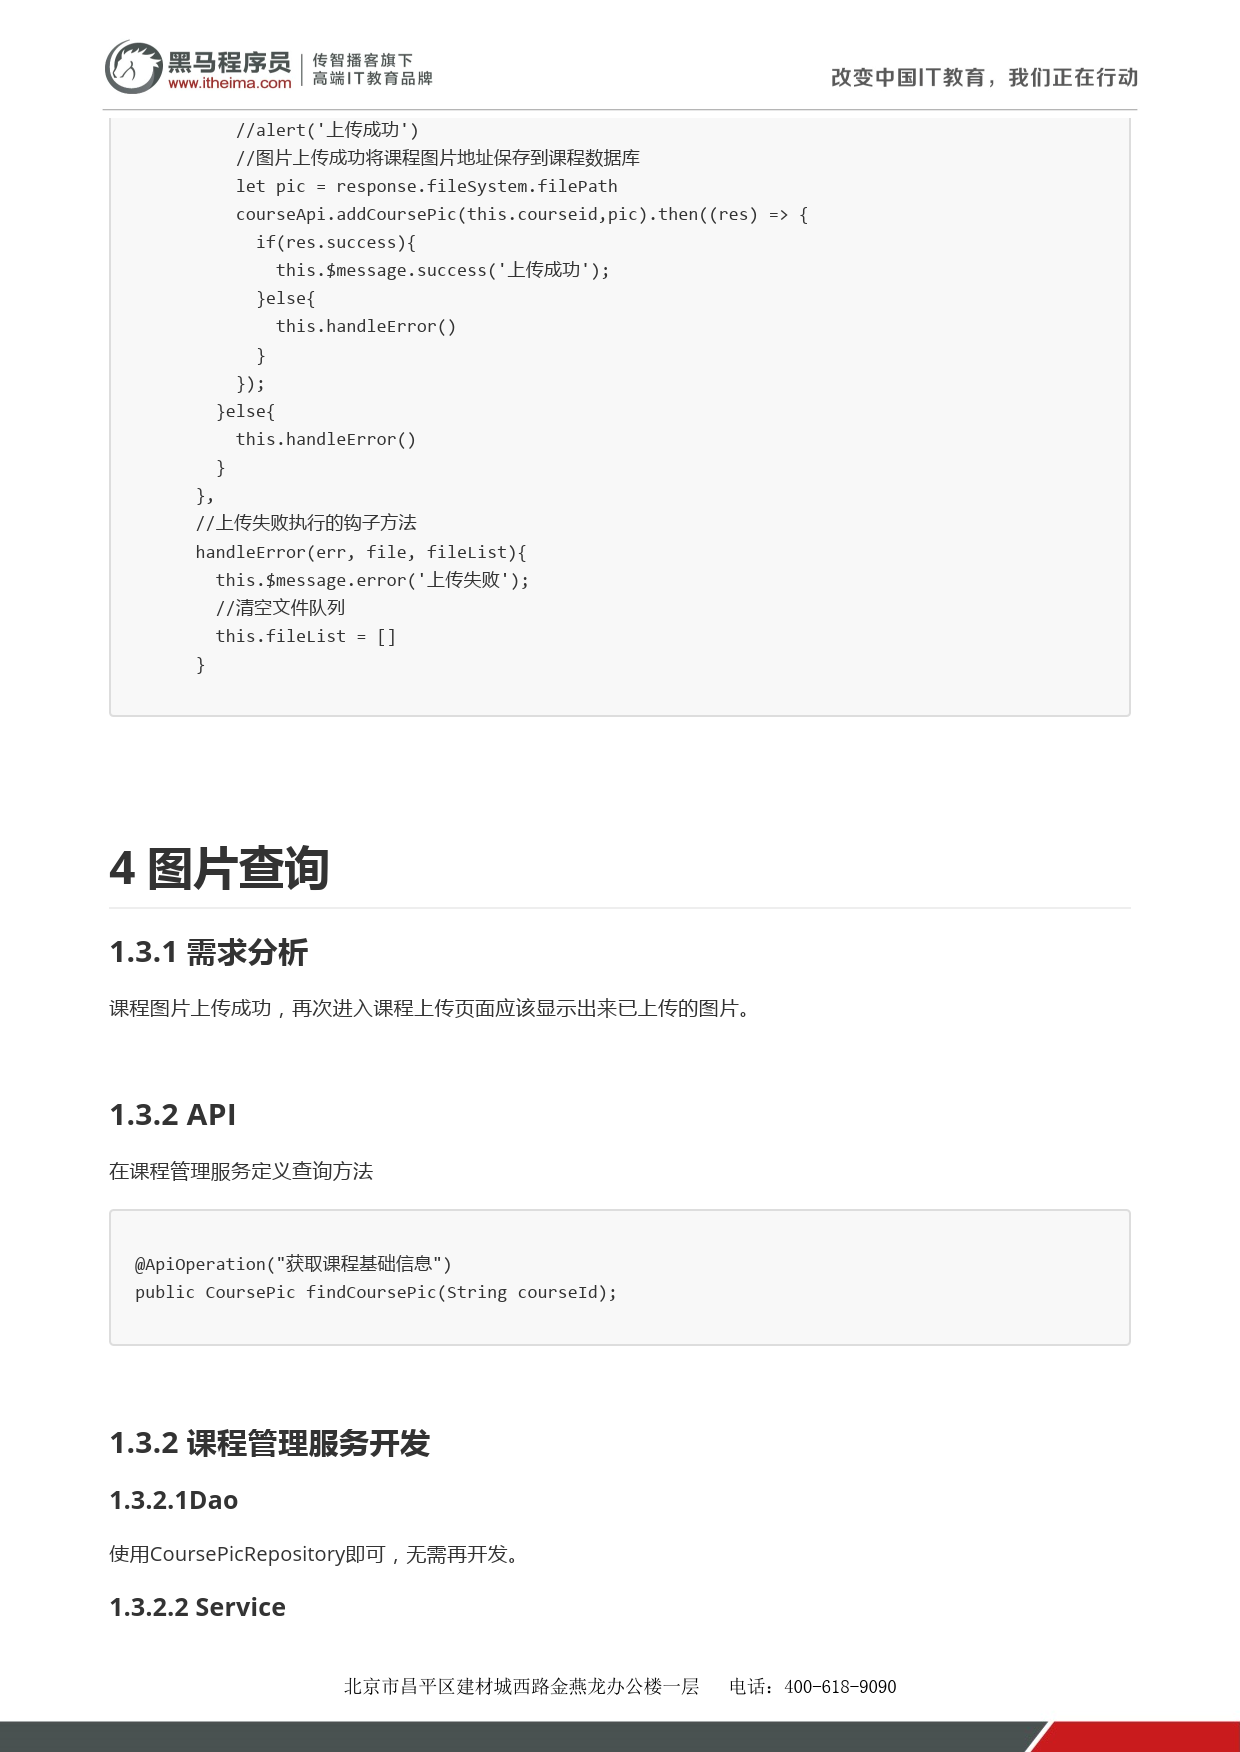 黑马程序员
www.itheima.com
传智播客旗下
高端IT教育品牌
改变中国IT教育，我们正在行动
//alert('上传成功')
//图片上传成功将课程图片地址保存到课程数据库
let pic = response.fileSystem.filePath
courseApi.addCoursePic(this.courseid,pic).then((res) => {
if(res.success){
this.$message.success('上传成功');
}else{
this.handleError()
}
});
}else{
this.handleError()
}
},
//上传失败执行的钩子方法
handleError(err, file, fileList){
this.$message.error('上传失败');
//清空文件队列
this.fileList = []
}
4 图片查询
1.3.1 需求分析
课程图片上传成功，再次进入课程上传页面应该显示出来已上传的图片。
1.3.2 API
在课程管理服务定义查询方法
@ApiOperation("获取课程基础信息")
public CoursePic findCoursePic(String courseId);
1.3.2 课程管理服务开发
1.3.2.1Dao
使用CoursePicRepository即可，无需再开发。
1.3.2.2 Service
北京市昌平区建材城西路金燕龙办公楼一层 电话：400-618-9090